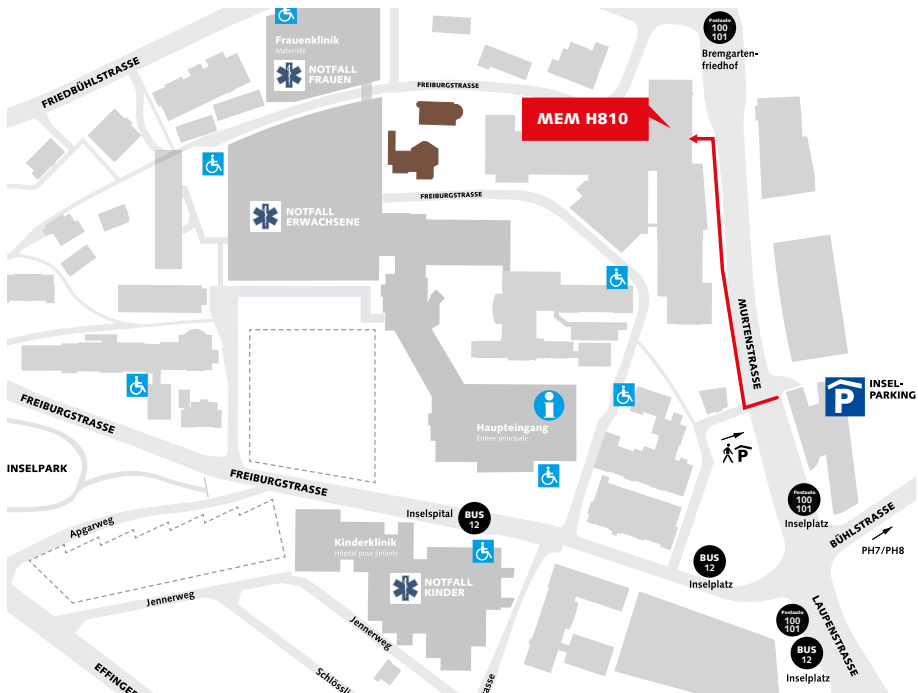 Postauto
100
101
Bremgarten-
friedhof
Frauenklinik
Maternité
NOTFALL
FRAUEN
FRIEDBÜHLSTRASSE
FREIBURGSTRASSE
MEM H810
FREIBURGSTRASSE
NOTFALL
ERWACHSENE
MURTENSTRASSE
INSEL-
PARKING
P
FREIBURGSTRASSE
i
Haupteingang
Entrée principale
P
INSELPARK
FREIBURGSTRASSE
Postauto
100
101
Inselplatz
BÜHLSTRASSE
PH7/PH8
Apgarweg
Inselspital
BUS
12
Kinderklinik
Hôpital pour Enfants
NOTFALL
KINDER
BUS
12
Inselplatz
Jennerweg
Jennerweg
Postauto
100
101
BUS
12
Inselplatz
LAUPENSTRASSE
EFFINGER
Schlössli